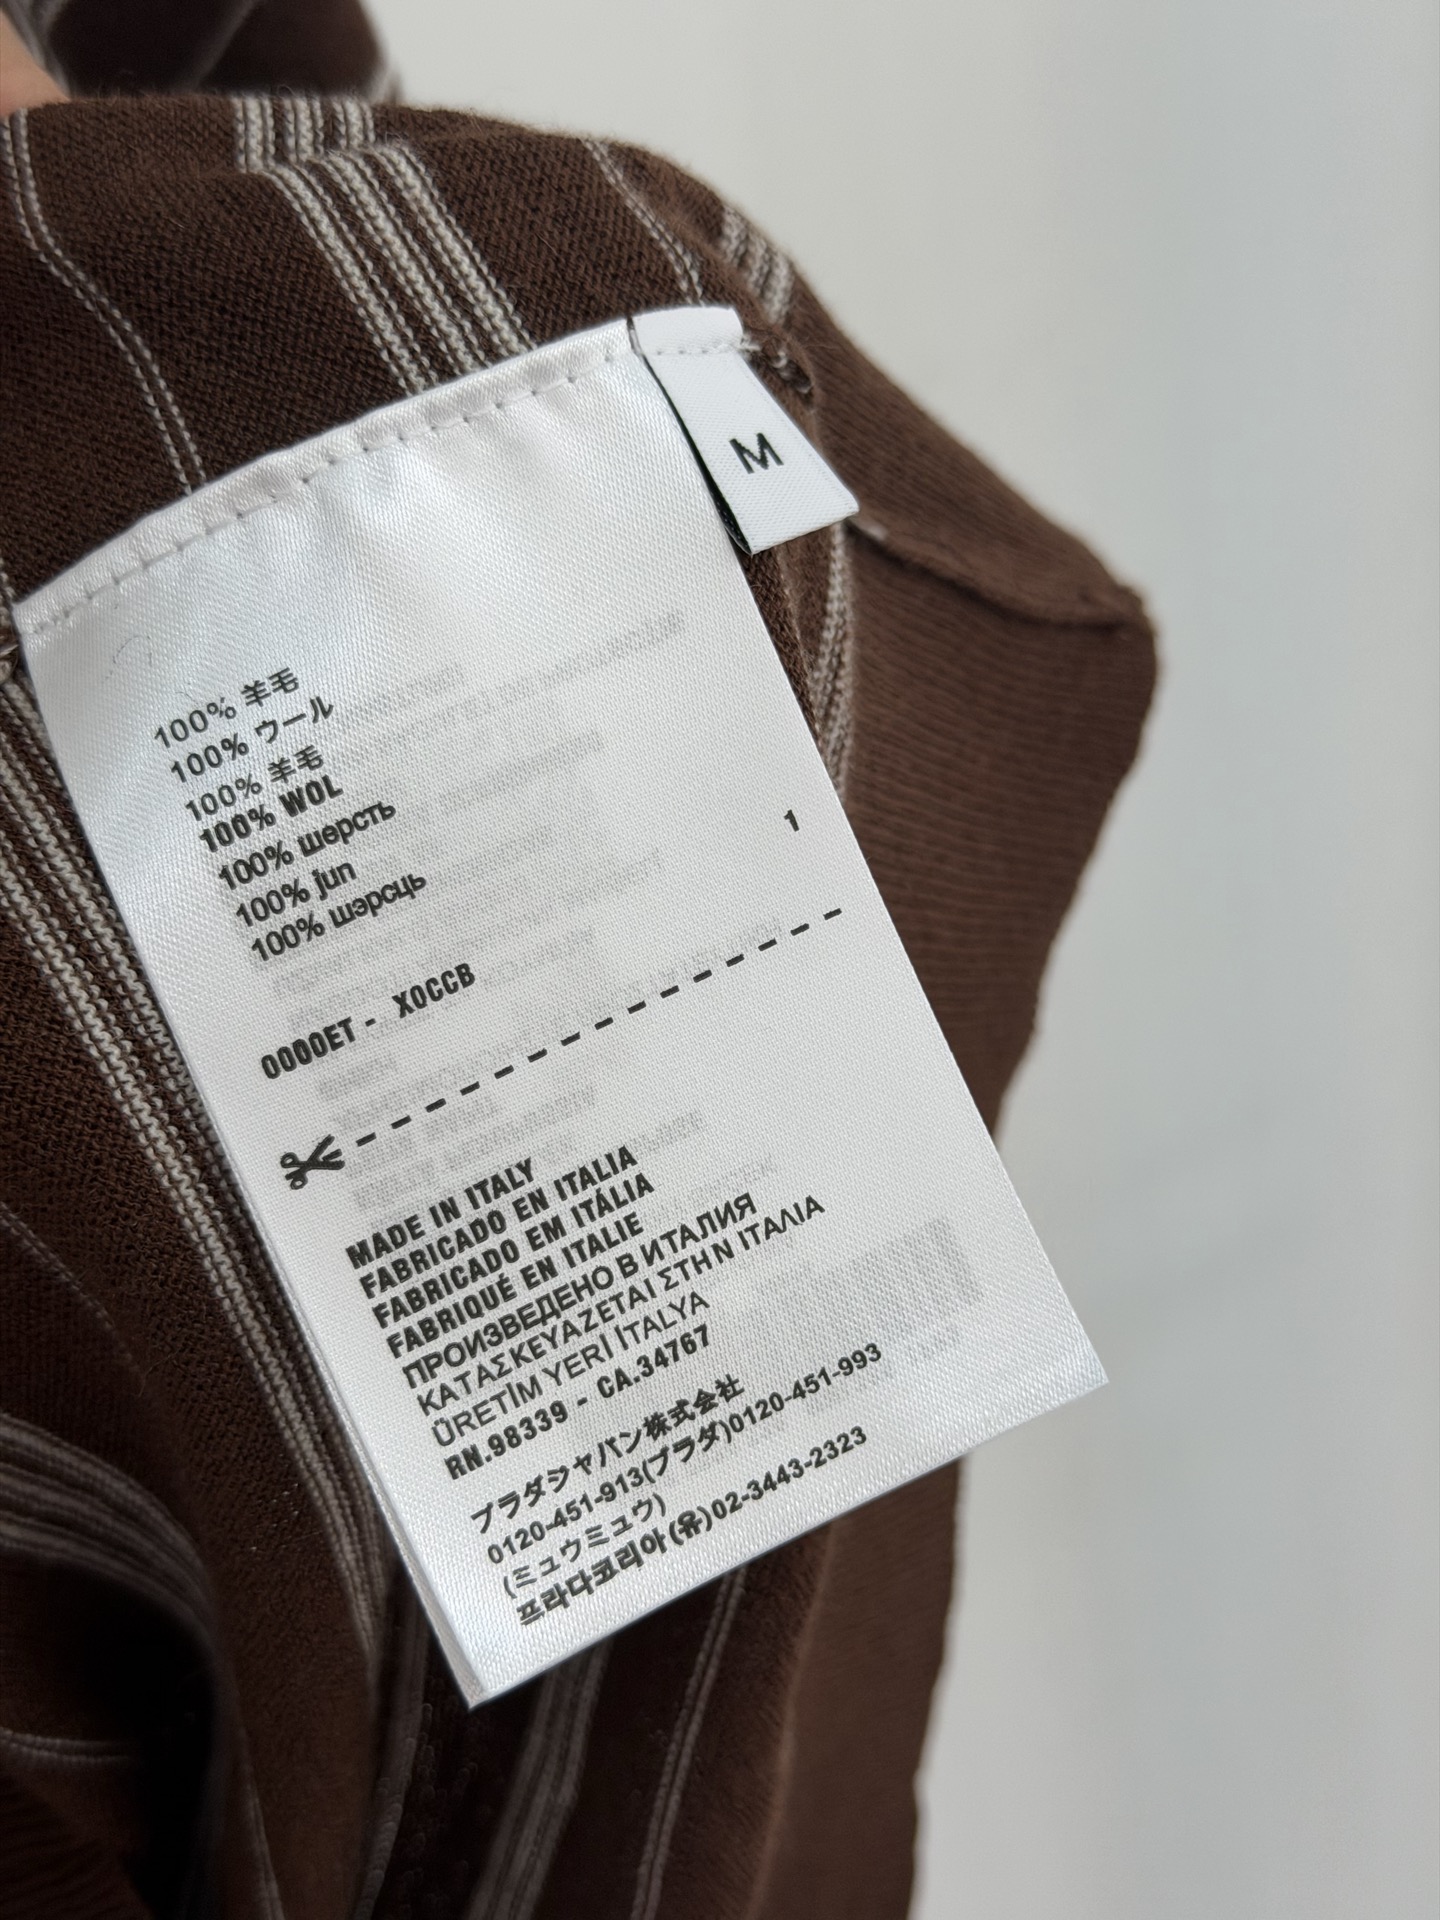 M
100% 羊毛
100% ウール
100% 羊毛
100% WOL
100% шерсть
100% jun
100% шэрсць
1
0000ET - X0CCB
MADE IN ITALY
FABRICADO EN ITALIA
FABRICADO EM ITÁLIA
FABRIQUÉ EN ITALIE
ПРОИЗВЕДЕНО В ИТАЛИЯ
ΚΑΤΑΣΚΕΥΑΖΕΤΑΙ ΣΤΗΝ ΙΤΑΛΙΑ
ÜRETİM YERİ İTALYA
RN.98339 - CA.34767
プラダジャパン株式会社
0120-451-913(プラダ)0120-451-993
(ミュウミュウ)
프라다코리아(유)02-3443-2323